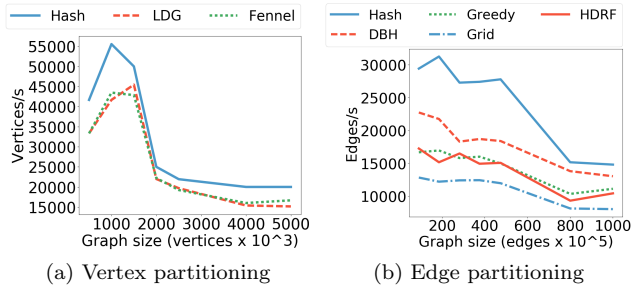 Hash LDG Fennel
55000
50000
45000
40000
35000
30000
25000
20000
15000
Vertices/s
1000 2000 3000 4000 5000
Graph size (vertices x 10^3)
(a) Vertex partitioning
Hash Greedy HDRF
DBH Grid
30000
25000
20000
15000
10000
Edges/s
200 400 600 800 1000
Graph size (edges x 10^5)
(b) Edge partitioning